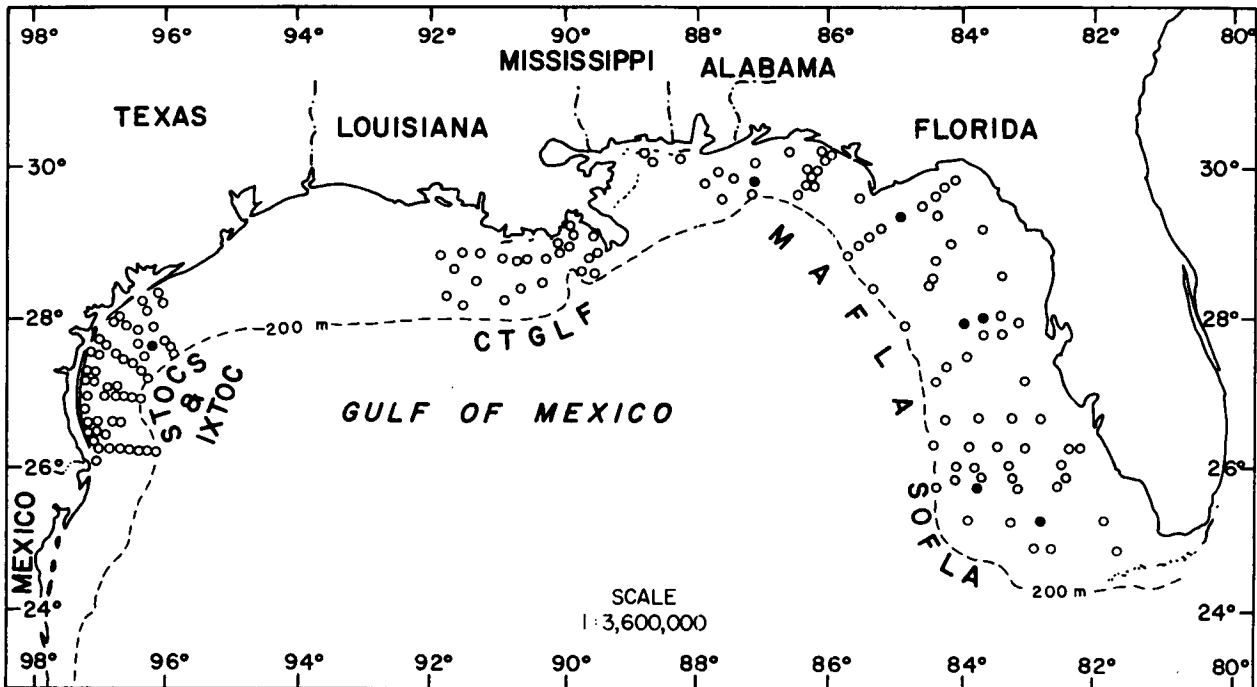 98° 96° 94° 92° 90° 88° 86° 84° 82° 80°
MISSISSIPPI
ALABAMA
TEXAS
LOUISIANA
FLORIDA
30° 30°
28° 28°
26° 26°
24° 24°
200 m
CTGLF
MAFLA
STOCS
&
IXTOC
GULF OF MEXICO
SOFLA
MEXICO
SCALE
1:3,600,000
200 m
98° 96° 94° 92° 90° 88° 86° 84° 82° 80°